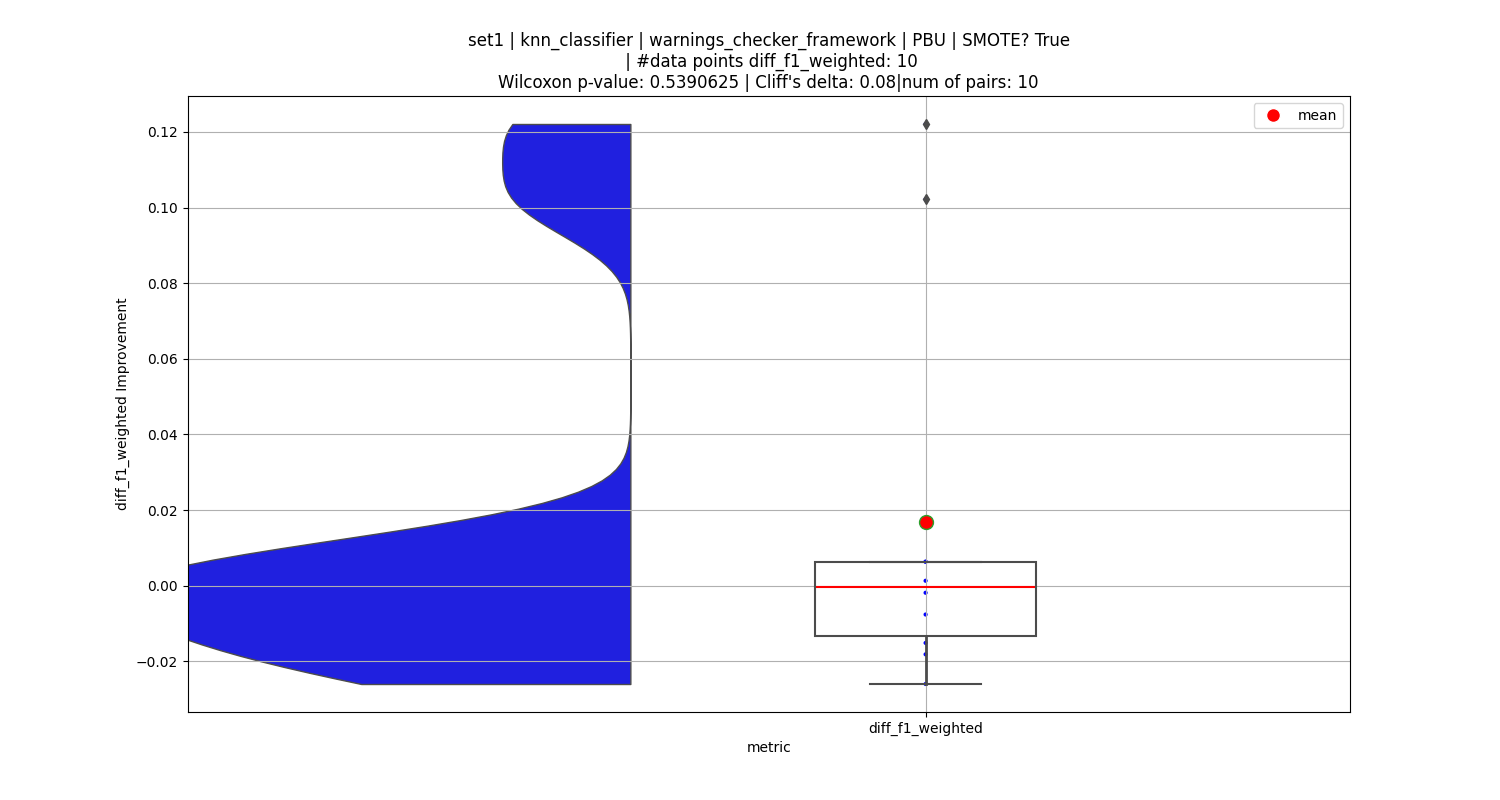 set1 | knn_classifier | warnings_checker_framework | PBU | SMOTE? True
| #data points diff_f1_weighted: 10
Wilcoxon p-value: 0.5390625 | Cliff's delta: 0.08|num of pairs: 10
mean
0.12
0.10
0.08
0.06
0.04
0.02
0.00
−0.02
diff_f1_weighted Improvement
diff_f1_weighted
metric